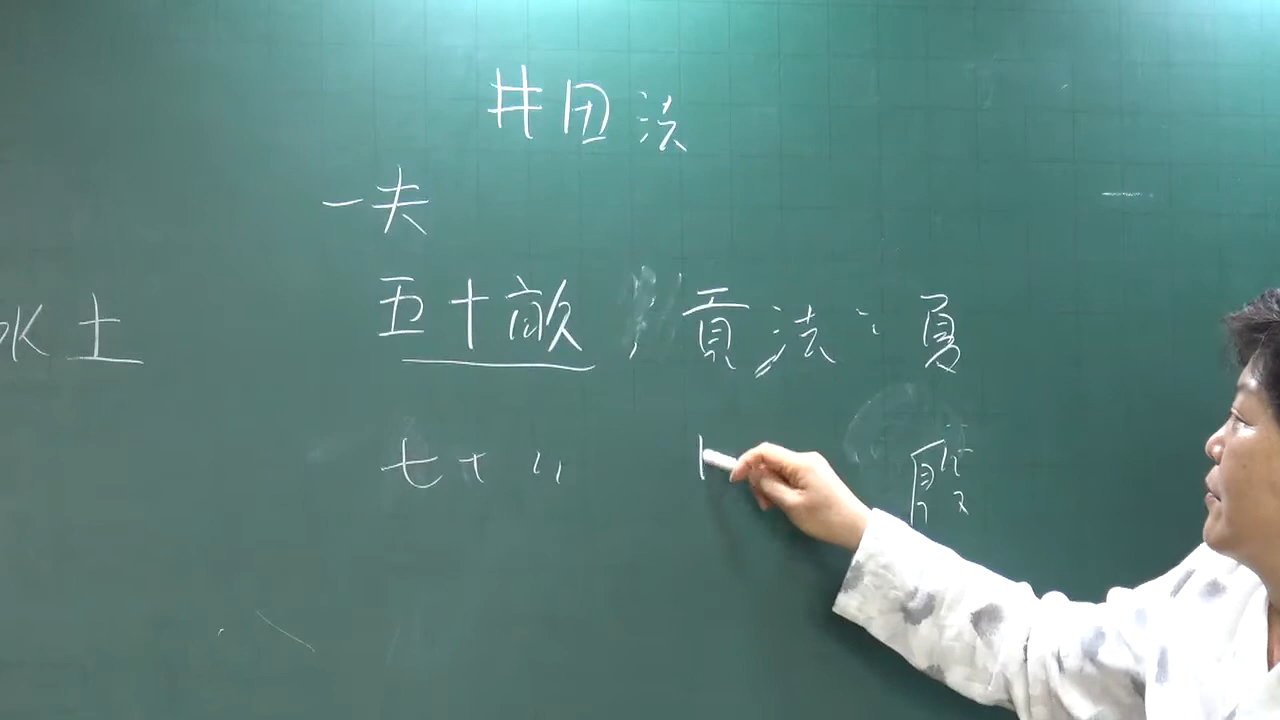 井田法
一夫
水土 五十畝, 貢法: 夏
七十 〃 殷